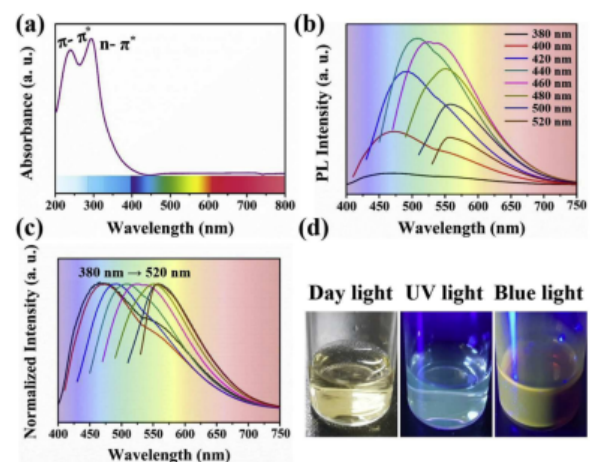 (a)
π- π*
n- π*
Absorbance (a. u.)
200 300 400 500 600 700 800
Wavelength (nm)
(b)
380 nm
400 nm
420 nm
440 nm
460 nm
480 nm
500 nm
520 nm
PL Intensity (a. u.)
400 450 500 550 600 650 700 750
Wavelength (nm)
(c)
380 nm → 520 nm
Normalized Intensity (a. u.)
400 450 500 550 600 650 700 750
Wavelength (nm)
(d)
Day light UV light Blue light